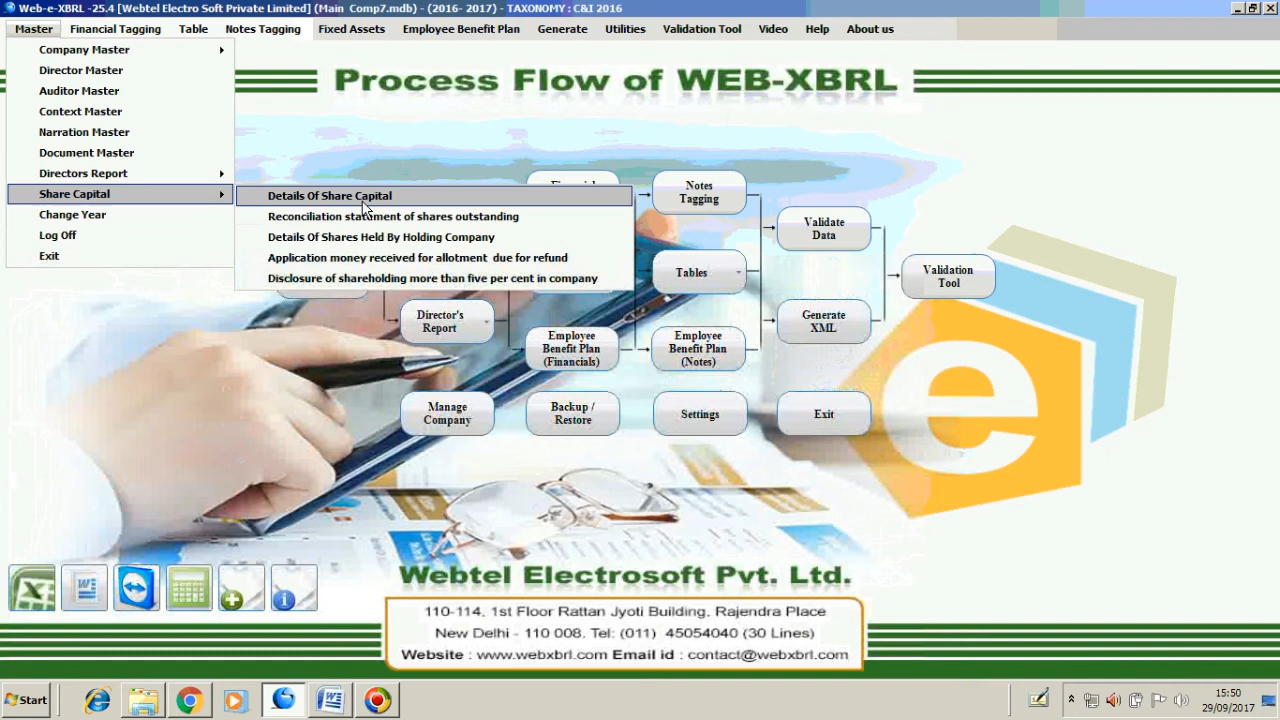 Web-e-XBRL -25.4 [Webtel Electro Soft Private Limited] (Main Comp7.mdb) - (2016- 2017) - TAXONOMY: C&I 2016
Master Financial Tagging Table Notes Tagging Fixed Assets Employee Benefit Plan Generate Utilities Validation Tool Video Help About us
Company Master
Director Master
Auditor Master
Context Master
Narration Master
Document Master
Directors Report
Share Capital
Change Year
Log Off
Exit
Details Of Share Capital
Reconciliation statement of shares outstanding
Details Of Shares Held By Holding Company
Application money received for allotment due for refund
Disclosure of shareholding more than five per cent in company
Process Flow of WEB-XBRL
Notes
Tagging
Validate
Data
Tables
Validation
Tool
Director's
Report
Generate
XML
Employee
Benefit Plan
(Financials)
Employee
Benefit Plan
(Notes)
Manage
Company
Backup /
Restore
Settings
Exit
e
Webtel Electrosoft Pvt. Ltd.
110-114, 1st Floor Rattan Jyoti Building, Rajendra Place
New Delhi - 110 008, Tel: (011) 45054040 (30 Lines)
Website : www.webxbrl.com Email id : contact@webxbrl.com
Start
15:50
29/09/2017